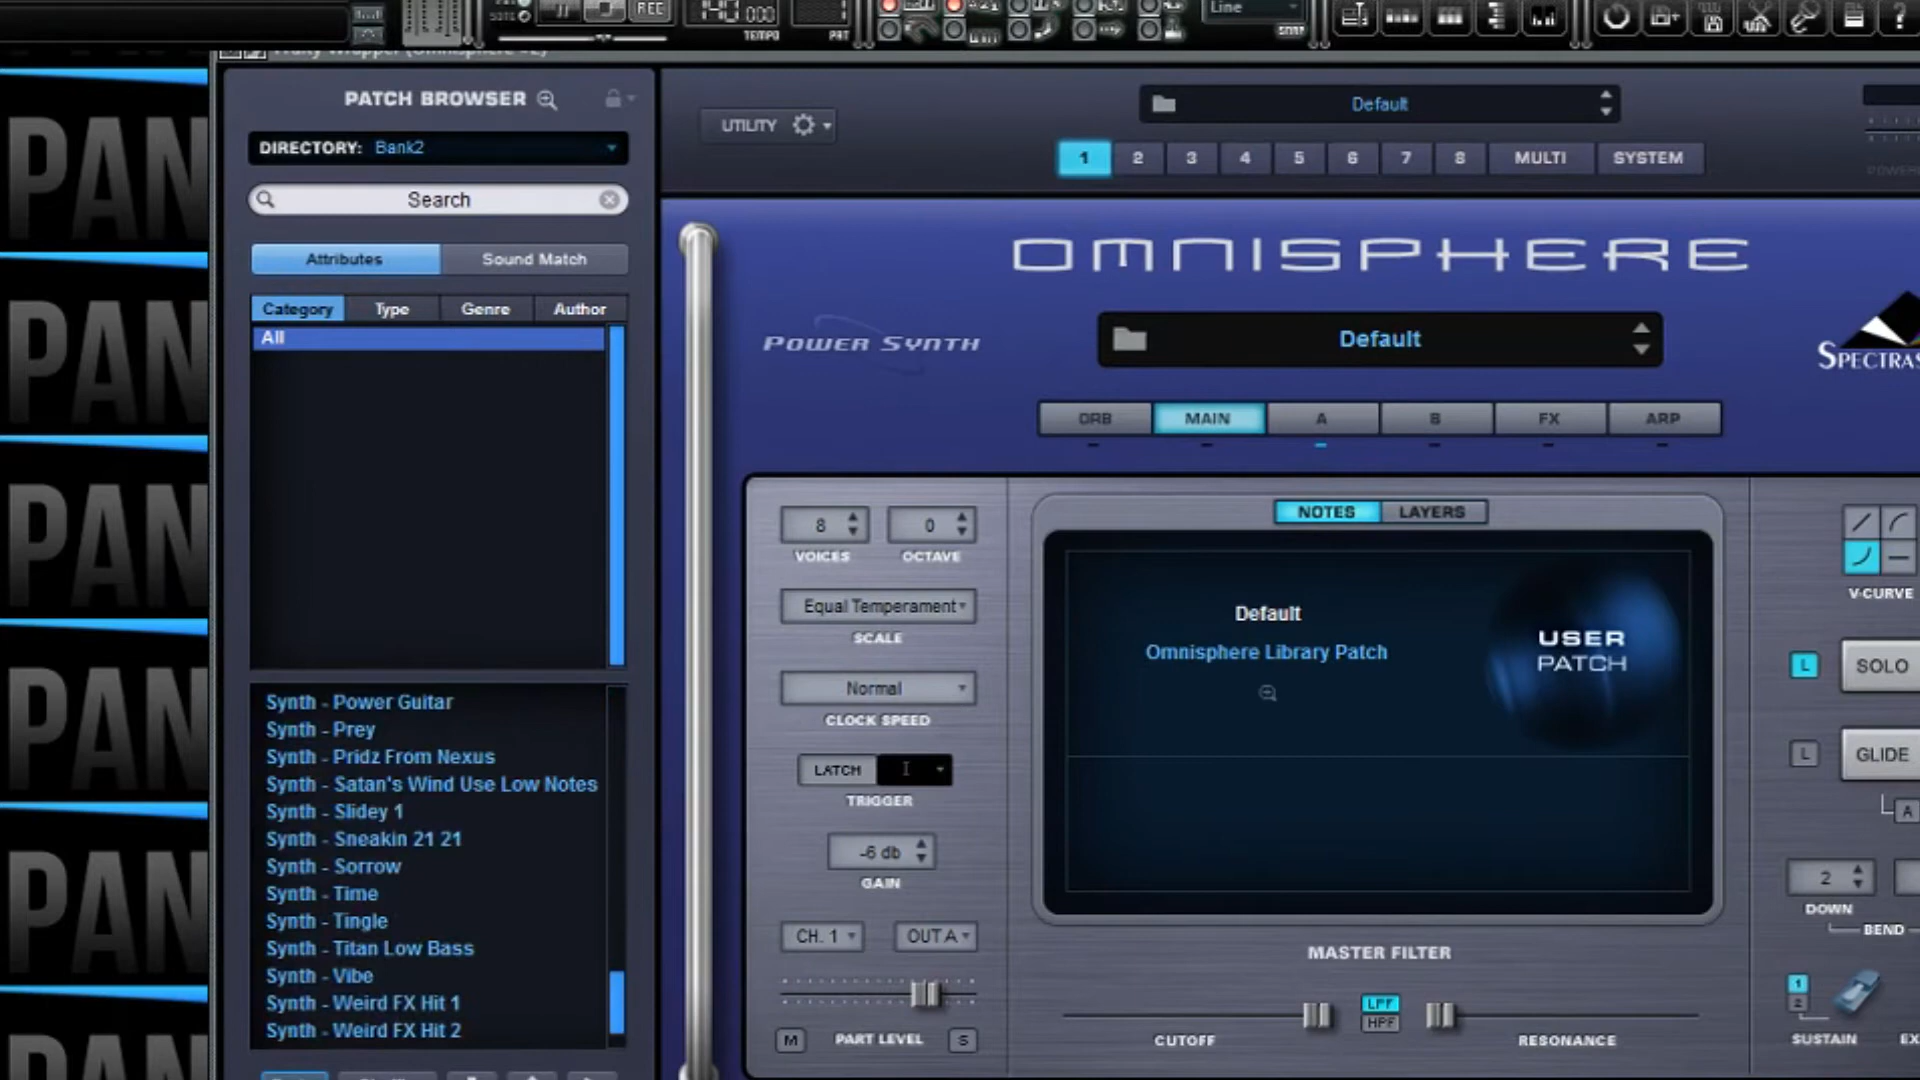 REC
TEMPO
PAT
Line
SNAP
PAN
PAN
PAN
PAN
PAN
PATCH BROWSER
DIRECTORY: Bank2
Search
Attributes
Sound Match
Category
Type
Genre
Author
All
Synth - Power Guitar
Synth - Prey
Synth - Pridz From Nexus
Synth - Satan's Wind Use Low Notes
Synth - Slidey 1
Synth - Sneakin 21 21
Synth - Sorrow
Synth - Time
Synth - Tingle
Synth - Titan Low Bass
Synth - Vibe
Synth - Weird FX Hit 1
Synth - Weird FX Hit 2
UTILITY
Default
1 2 3 4 5 6 7 8 MULTI SYSTEM
OMNISPHERE
POWER SYNTH
Default
SPECTRAS
ORB MAIN A B FX ARP
8
0
VOICES
OCTAVE
Equal Temperament
SCALE
Normal
CLOCK SPEED
LATCH
TRIGGER
-6 db
GAIN
CH. 1
OUT A
M
PART LEVEL
S
NOTES
LAYERS
Default
Omnisphere Library Patch
USER
PATCH
MASTER FILTER
LPF
HPF
CUTOFF
RESONANCE
V-CURVE
L
SOLO
L
GLIDE
A
2
DOWN
BEND
1
2
SUSTAIN